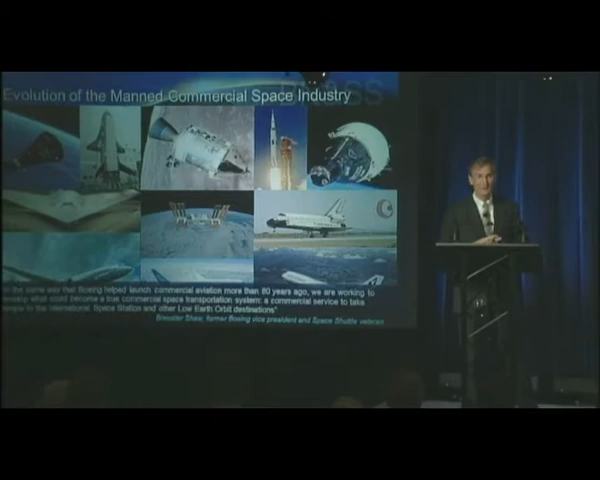 Evolution of the Manned Commercial Space Industry
the same way that Boeing helped launch commercial aviation more than 80 years ago, we are working to
what could become a true commercial space transportation system: a commercial service to take
to the International Space Station and other Low Earth Orbit destinations"
Brewster Shaw, former Boeing vice president and Space Shuttle veteran